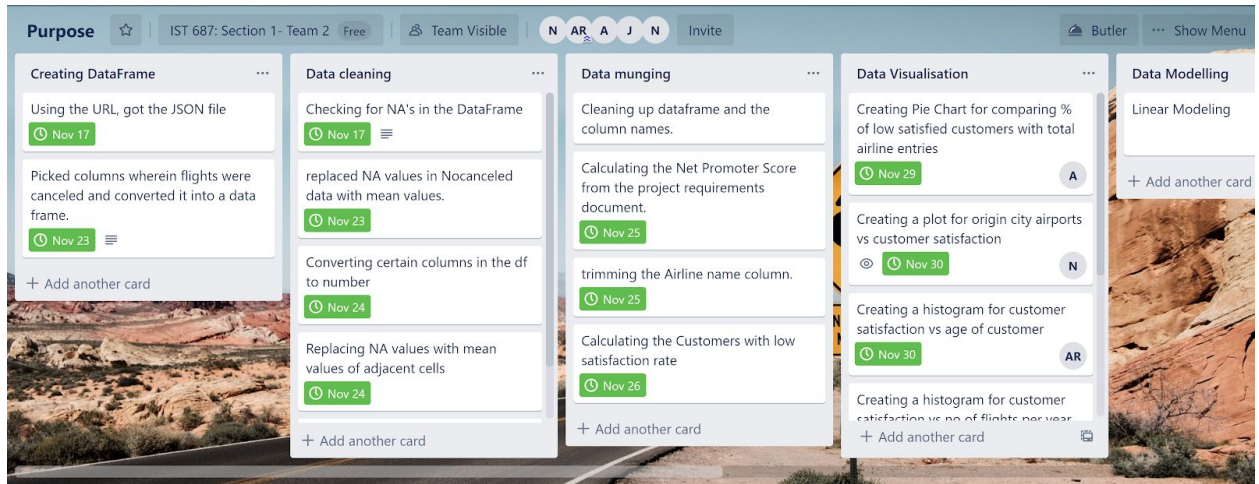 Purpose
IST 687: Section 1- Team 2 Free
Team Visible
N AR A J N
Invite
Butler
... Show Menu
Creating DataFrame ...
Using the URL, got the JSON file
Nov 17
Picked columns wherein flights were
canceled and converted it into a data
frame.
Nov 23
+ Add another card
Data cleaning ...
Checking for NA's in the DataFrame
Nov 17
replaced NA values in Nocanceled
data with mean values.
Nov 23
Converting certain columns in the df
to number
Nov 24
Replacing NA values with mean
values of adjacent cells
Nov 24
+ Add another card
Data munging ...
Cleaning up dataframe and the
column names.
Calculating the Net Promoter Score
from the project requirements
document.
Nov 25
trimming the Airline name column.
Nov 25
Calculating the Customers with low
satisfaction rate
Nov 26
+ Add another card
Data Visualisation ...
Creating Pie Chart for comparing %
of low satisfied customers with total
airline entries
Nov 29
A
Creating a plot for origin city airports
vs customer satisfaction
Nov 30
N
Creating a histogram for customer
satisfaction vs age of customer
Nov 30
AR
Creating a histogram for customer
satisfaction vs no of flights per year
+ Add another card
Data Modelling
Linear Modeling
+ Add another card